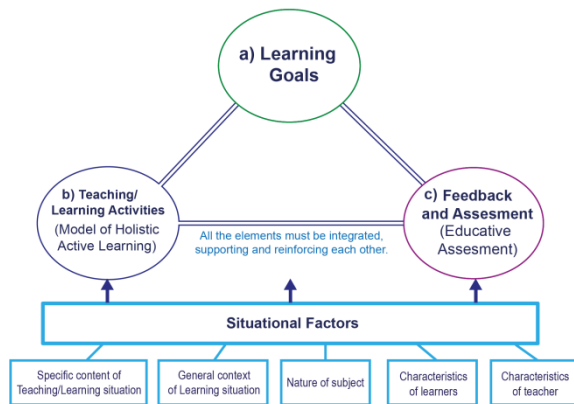 a) Learning
Goals
b) Teaching/
Learning Activities
(Model of Holistic
Active Learning)
c) Feedback
and Assesment
(Educative
Assesment)
All the elements must be integrated,
supporting and reinforcing each other.
Situational Factors
Specific content of
Teaching/Learning situation
General context
of Learning situation
Nature of subject
Characteristics
of learners
Characteristics
of teacher